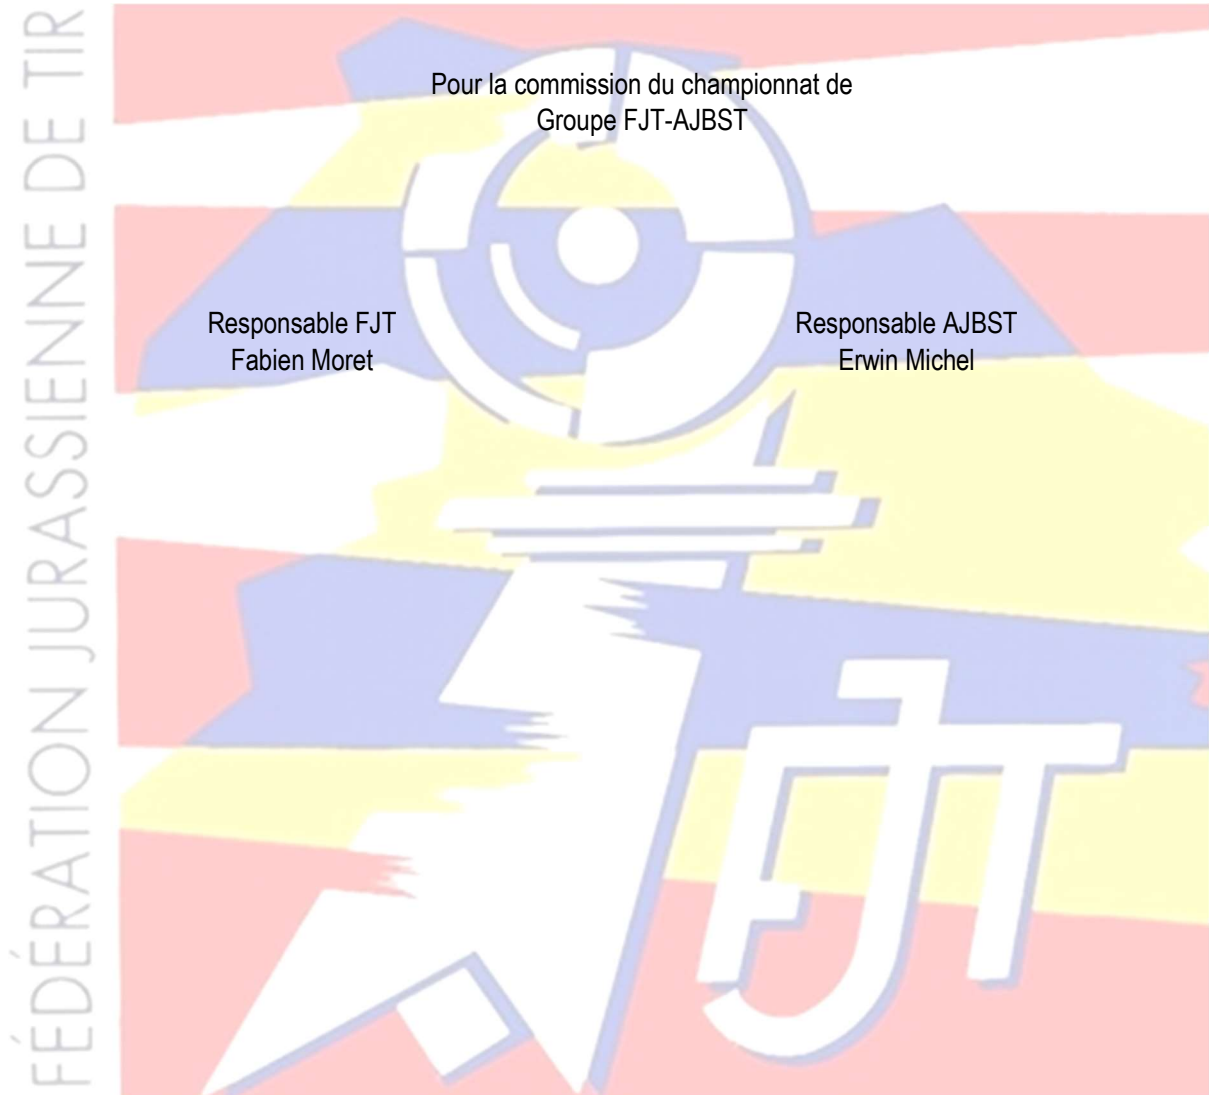 FÉDÉRATION JURASSIENNE DE TIR
Pour la commission du championnat de
Groupe FJT-AJBST
Responsable FJT
Fabien Moret
Responsable AJBST
Erwin Michel
FJT